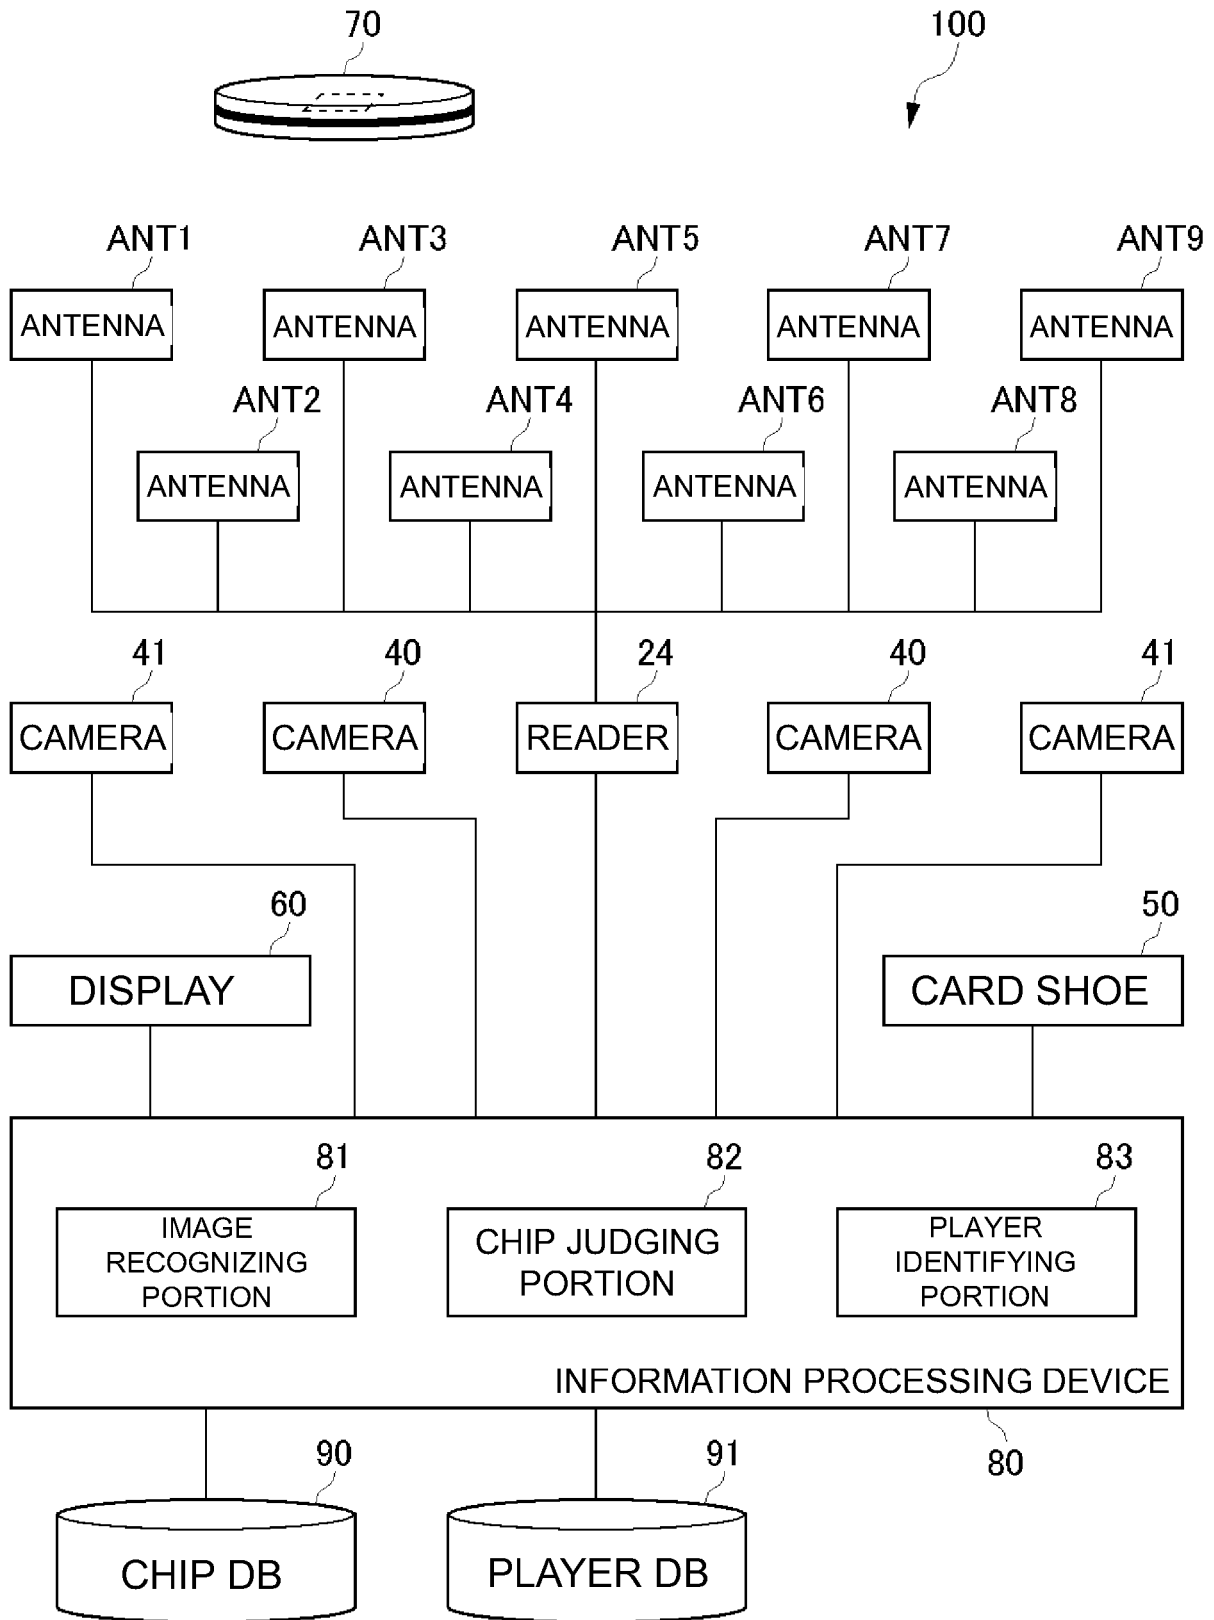 70
100
ANT1
ANT3
ANT5
ANT7
ANT9
ANTENNA
ANTENNA
ANTENNA
ANTENNA
ANTENNA
ANT2
ANT4
ANT6
ANT8
ANTENNA
ANTENNA
ANTENNA
ANTENNA
41
40
24
40
41
CAMERA
CAMERA
READER
CAMERA
CAMERA
60
50
DISPLAY
CARD SHOE
81
82
83
IMAGE
RECOGNIZING
PORTION
CHIP JUDGING
PORTION
PLAYER
IDENTIFYING
PORTION
INFORMATION PROCESSING DEVICE
90
91
80
CHIP DB
PLAYER DB